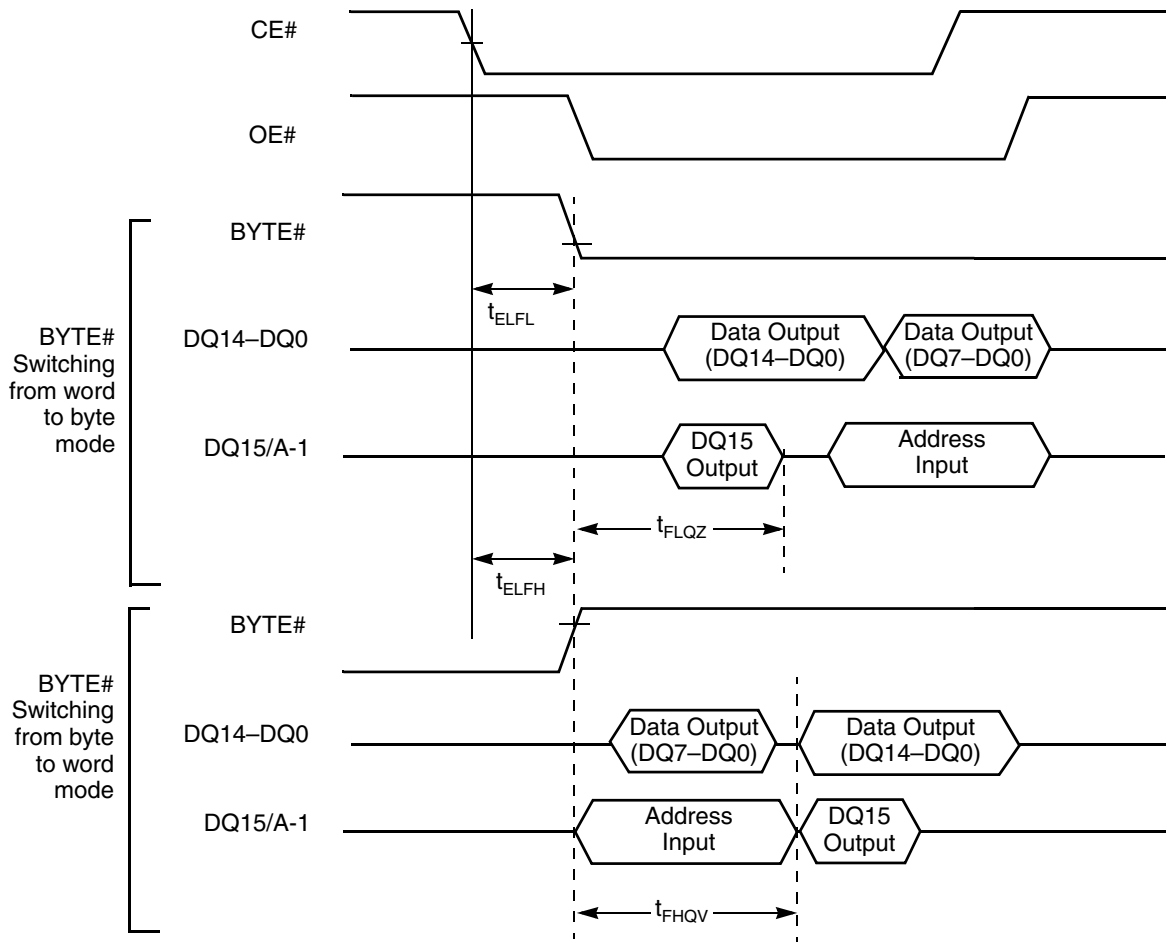 CE#
OE#
BYTE#
tELFL
BYTE#
Switching
from word
to byte
mode
DQ14–DQ0
Data Output
(DQ14–DQ0)
Data Output
(DQ7–DQ0)
DQ15/A-1
DQ15
Output
Address
Input
tFLQZ
tELFH
BYTE#
BYTE#
Switching
from byte
to word
mode
DQ14–DQ0
Data Output
(DQ7–DQ0)
Data Output
(DQ14–DQ0)
DQ15/A-1
Address
Input
DQ15
Output
tFHQV